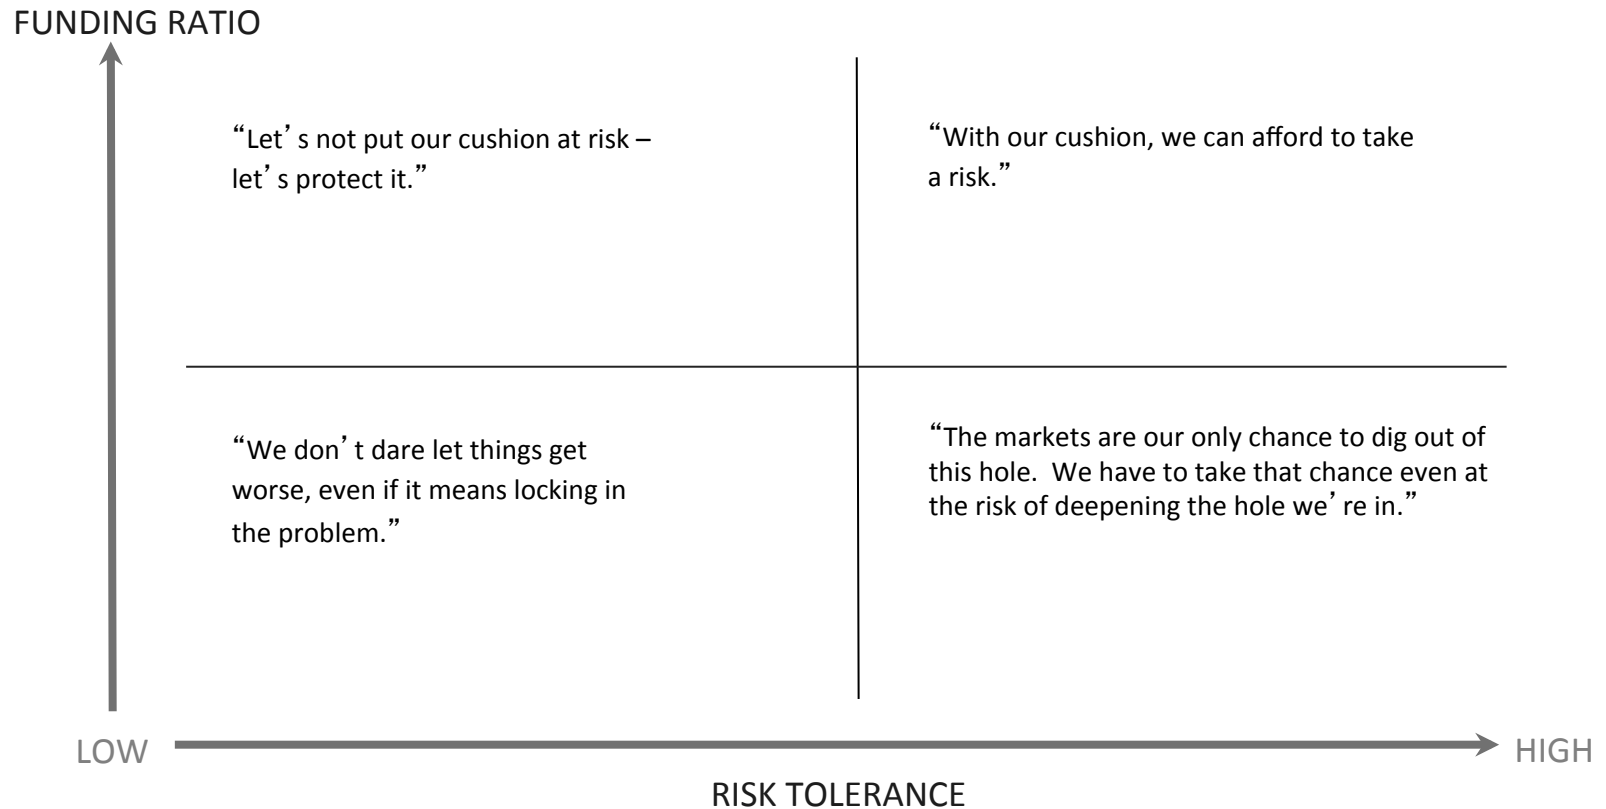 FUNDING RATIO
“Let’s not put our cushion at risk –
let’s protect it.”
“With our cushion, we can afford to take
a risk.”
“We don’t dare let things get
worse, even if it means locking in
the problem.”
“The markets are our only chance to dig out of
this hole.  We have to take that chance even at
the risk of deepening the hole we’re in.”
LOW
HIGH
RISK TOLERANCE